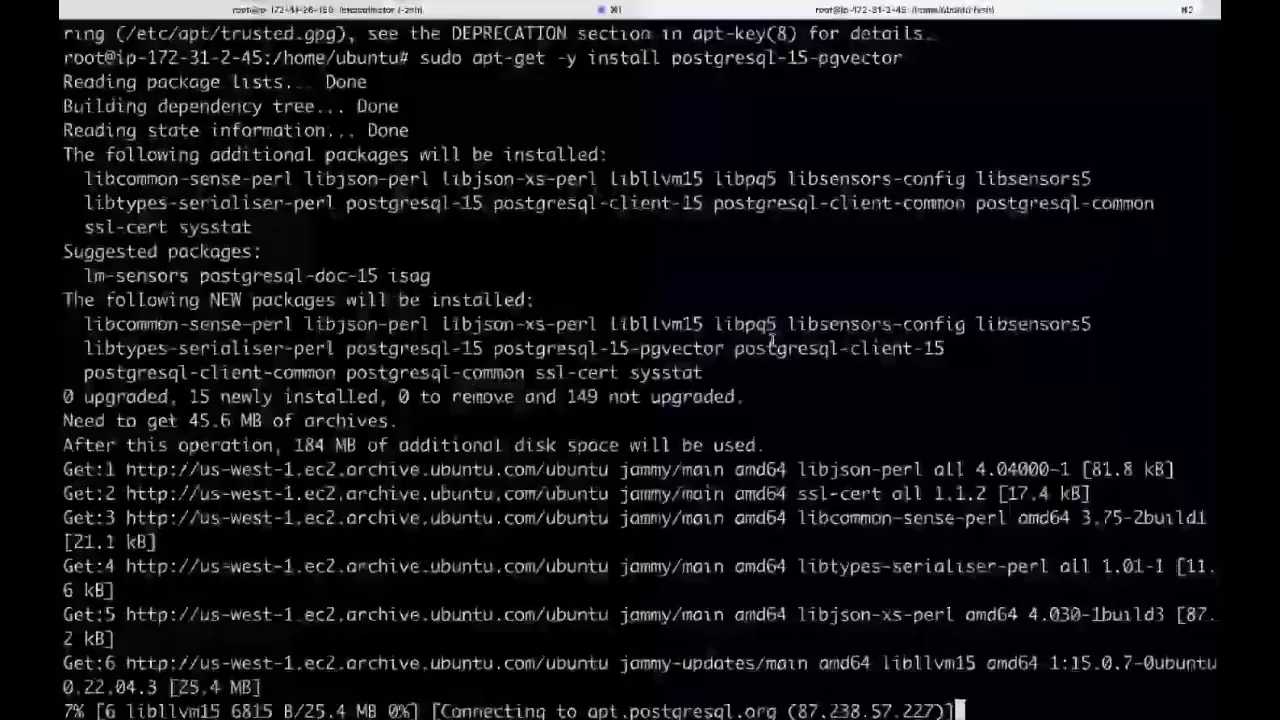 ⌘1
⌘2
ring (/etc/apt/trusted.gpg), see the DEPRECATION section in apt-key(8) for details.
root@ip-172-31-2-45:/home/ubuntu# sudo apt-get -y install postgresql-15-pgvector
Reading package lists... Done
Building dependency tree... Done
Reading state information... Done
The following additional packages will be installed:
libcommon-sense-perl libjson-perl libjson-xs-perl libllvm15 libpq5 libsensors-config libsensors5
libtypes-serialiser-perl postgresql-15 postgresql-client-15 postgresql-client-common postgresql-common
ssl-cert sysstat
Suggested packages:
lm-sensors postgresql-doc-15 isag
The following NEW packages will be installed:
libcommon-sense-perl libjson-perl libjson-xs-perl libllvm15 libpq5 libsensors-config libsensors5
libtypes-serialiser-perl postgresql-15 postgresql-15-pgvector postgresql-client-15
postgresql-client-common postgresql-common ssl-cert sysstat
0 upgraded, 15 newly installed, 0 to remove and 149 not upgraded.
Need to get 45.6 MB of archives.
After this operation, 184 MB of additional disk space will be used.
Get:1 http://us-west-1.ec2.archive.ubuntu.com/ubuntu jammy/main amd64 libjson-perl all 4.04000-1 [81.8 kB]
Get:2 http://us-west-1.ec2.archive.ubuntu.com/ubuntu jammy/main amd64 ssl-cert all 1.1.2 [17.4 kB]
Get:3 http://us-west-1.ec2.archive.ubuntu.com/ubuntu jammy/main amd64 libcommon-sense-perl amd64 3.75-2build1
[21.1 kB]
Get:4 http://us-west-1.ec2.archive.ubuntu.com/ubuntu jammy/main amd64 libtypes-serialiser-perl all 1.01-1 [11.
6 kB]
Get:5 http://us-west-1.ec2.archive.ubuntu.com/ubuntu jammy/main amd64 libjson-xs-perl amd64 4.030-1build3 [87.
2 kB]
Get:6 http://us-west-1.ec2.archive.ubuntu.com/ubuntu jammy-updates/main amd64 libllvm15 amd64 1:15.0.7-0ubuntu
0.22.04.3 [25.4 MB]
7% [6 libllvm15 6815 B/25.4 MB 0%] [Connecting to apt.postgresql.org (87.238.57.227)]